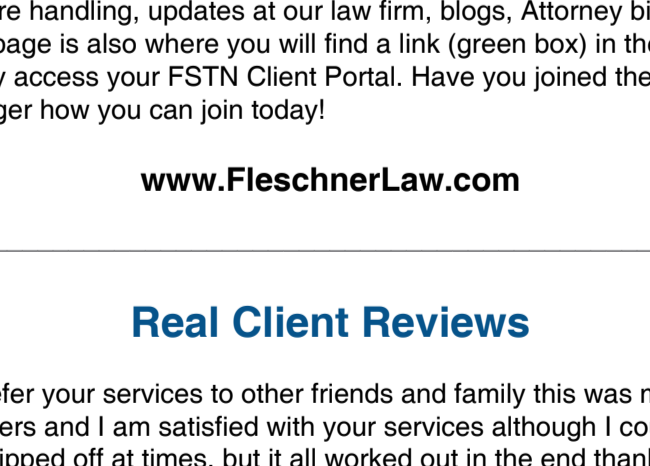 re handling, updates at our law firm, blogs, Attorney bi
page is also where you will find a link (green box) in the
y access your FSTN Client Portal. Have you joined the
ger how you can join today!
www.FleschnerLaw.com
Real Client Reviews
efer your services to other friends and family this was m
ers and I am satisfied with your services although I cou
ipped off at times, but it all worked out in the end thank